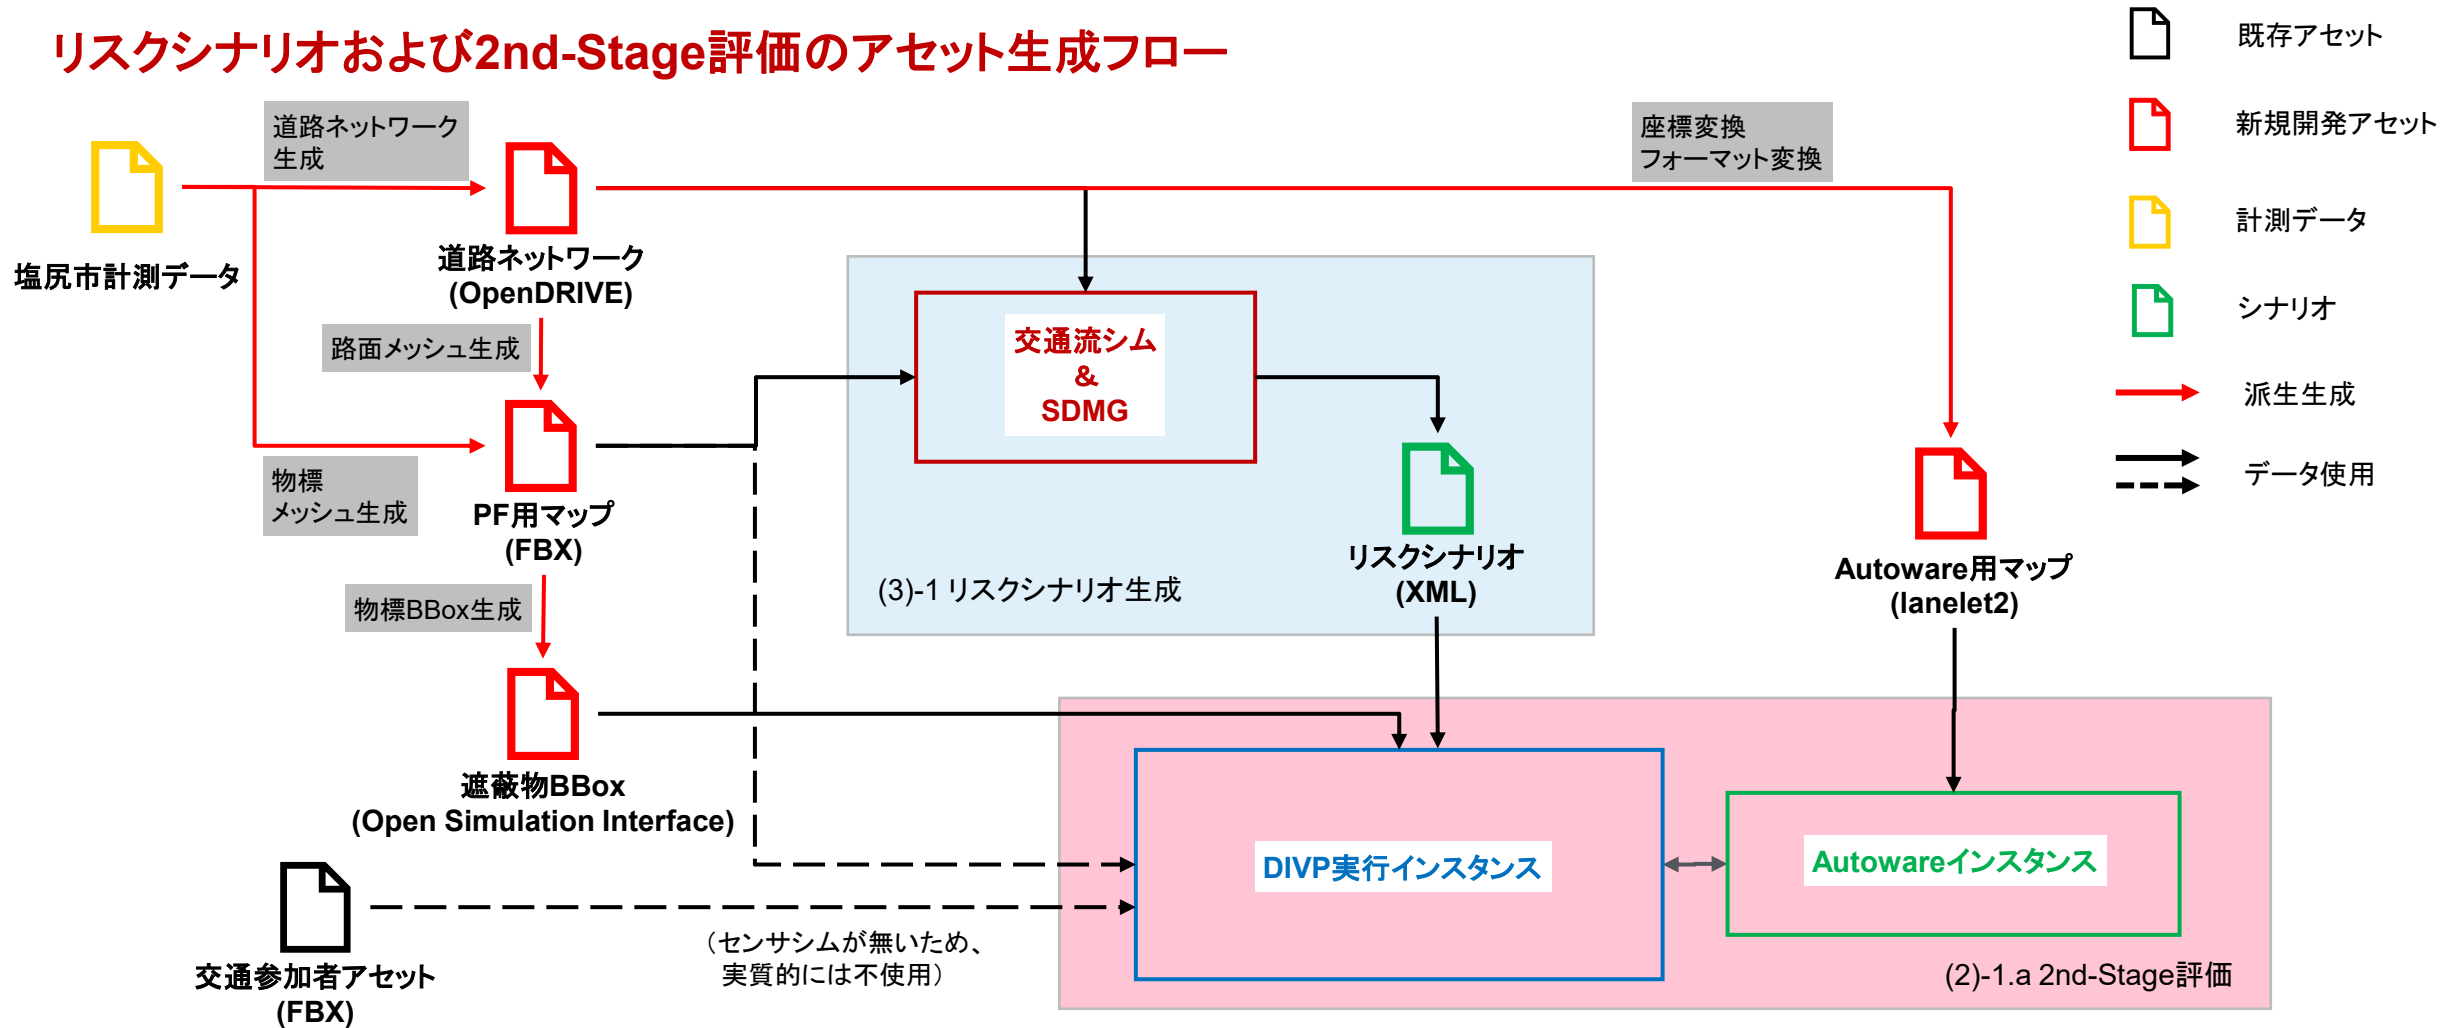 リスクシナリオおよび2nd-Stage評価のアセット生成フロー
既存アセット
新規開発アセット
計測データ
シナリオ
派生生成
データ使用
道路ネットワーク
生成
座標変換
フォーマット変換
塩尻市計測データ
道路ネットワーク
(OpenDRIVE)
路面メッシュ生成
交通流シム
&
SDMG
物標
メッシュ生成
PF用マップ
(FBX)
リスクシナリオ
(XML)
(3)-1 リスクシナリオ生成
Autoware用マップ
(lanelet2)
物標BBox生成
遮蔽物BBox
(Open Simulation Interface)
DIVP実行インスタンス
Autowareインスタンス
交通参加者アセット
(FBX)
（センサシムが無いため、
実質的には不使用）
(2)-1.a 2nd-Stage評価